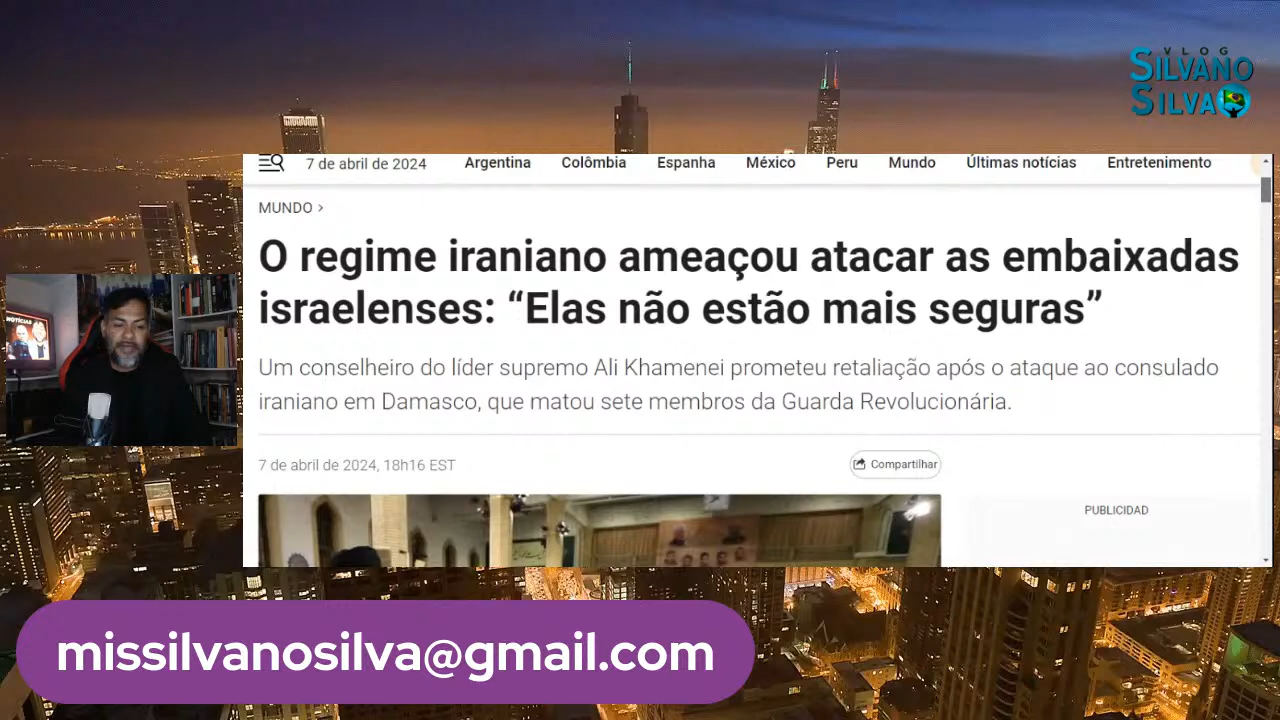 VLOG
SILVANO
SILVA
7 de abril de 2024 Argentina Colômbia Espanha México Peru Mundo Últimas notícias Entretenimento
MUNDO >
O regime iraniano ameaçou atacar as embaixadas
israelenses: “Elas não estão mais seguras”
Um conselheiro do líder supremo Ali Khamenei prometeu retaliação após o ataque ao consulado
iraniano em Damasco, que matou sete membros da Guarda Revolucionária.
7 de abril de 2024, 18h16 EST
Compartilhar
PUBLICIDAD
NOTÍCIAS
missilvanosilva@gmail.com